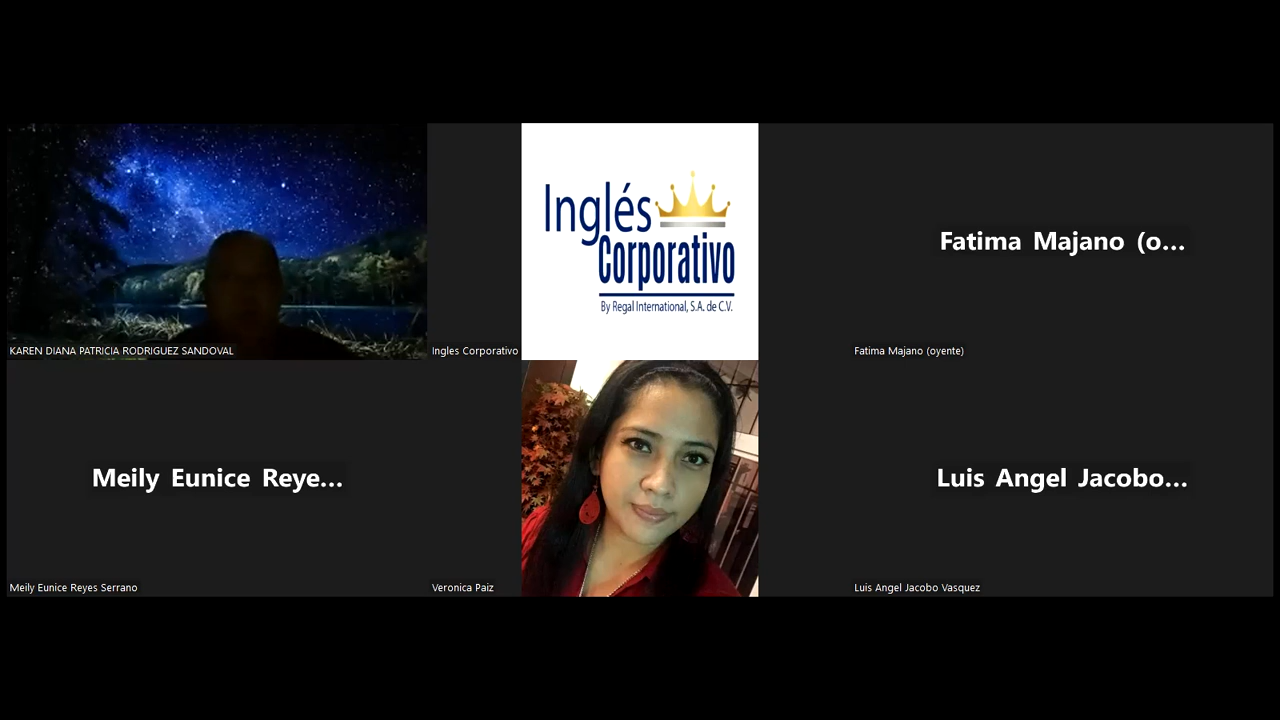 Inglés
Corporativo
By Regal International, S.A. de C.V.
Fatima Majano (o...
KAREN DIANA PATRICIA RODRIGUEZ SANDOVAL
Ingles Corporativo
Fatima Majano (oyente)
Meily Eunice Reye...
Luis Angel Jacobo...
Meily Eunice Reyes Serrano
Veronica Paiz
Luis Angel Jacobo Vasquez